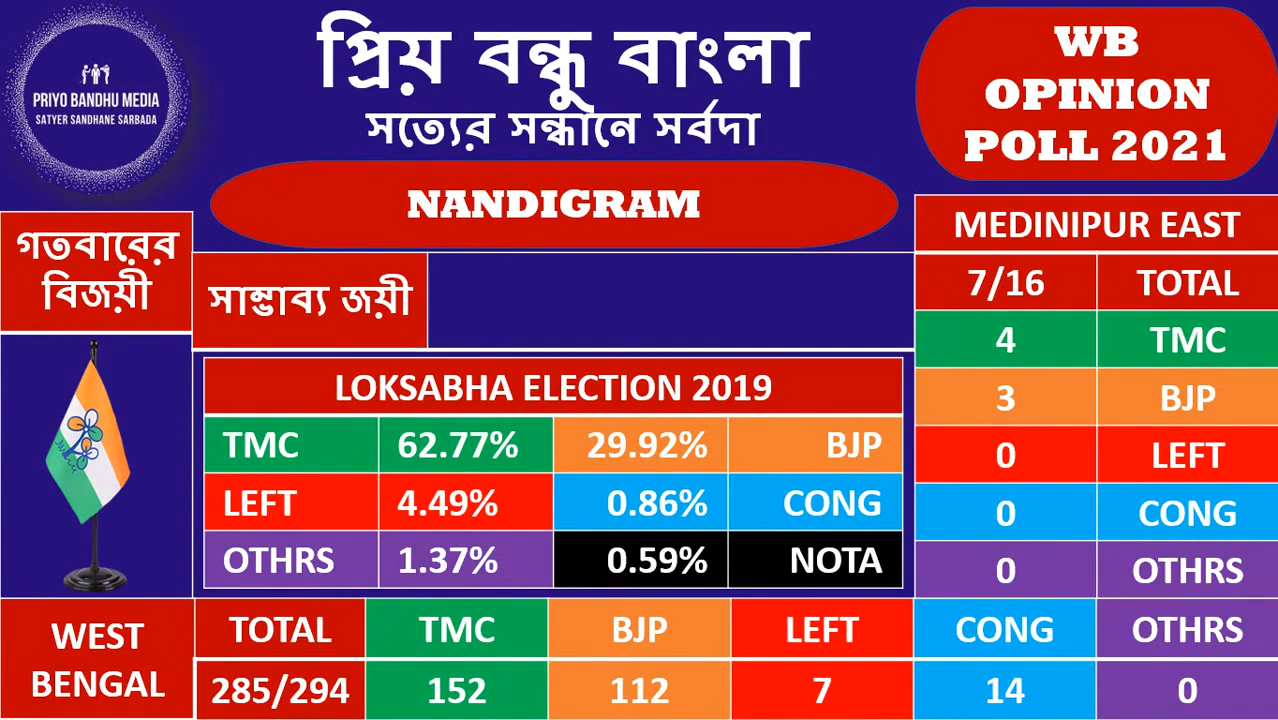 PRIYO BANDHU MEDIA
SATYER SANDHANE SARBADA
প্রিয় বন্ধু বাংলা
সত্যের সন্ধানে সর্বদা
WB
OPINION
POLL 2021
NANDIGRAM
গতবারের
বিজয়ী
সাম্ভাব্য জয়ী
LOKSABHA ELECTION 2019
TMC 62.77% 29.92% BJP
LEFT 4.49% 0.86% CONG
OTHRS 1.37% 0.59% NOTA
MEDINIPUR EAST
7/16 TOTAL
4 TMC
3 BJP
0 LEFT
0 CONG
0 OTHRS
WEST
BENGAL
TOTAL TMC BJP LEFT CONG OTHRS
285/294 152 112 7 14 0